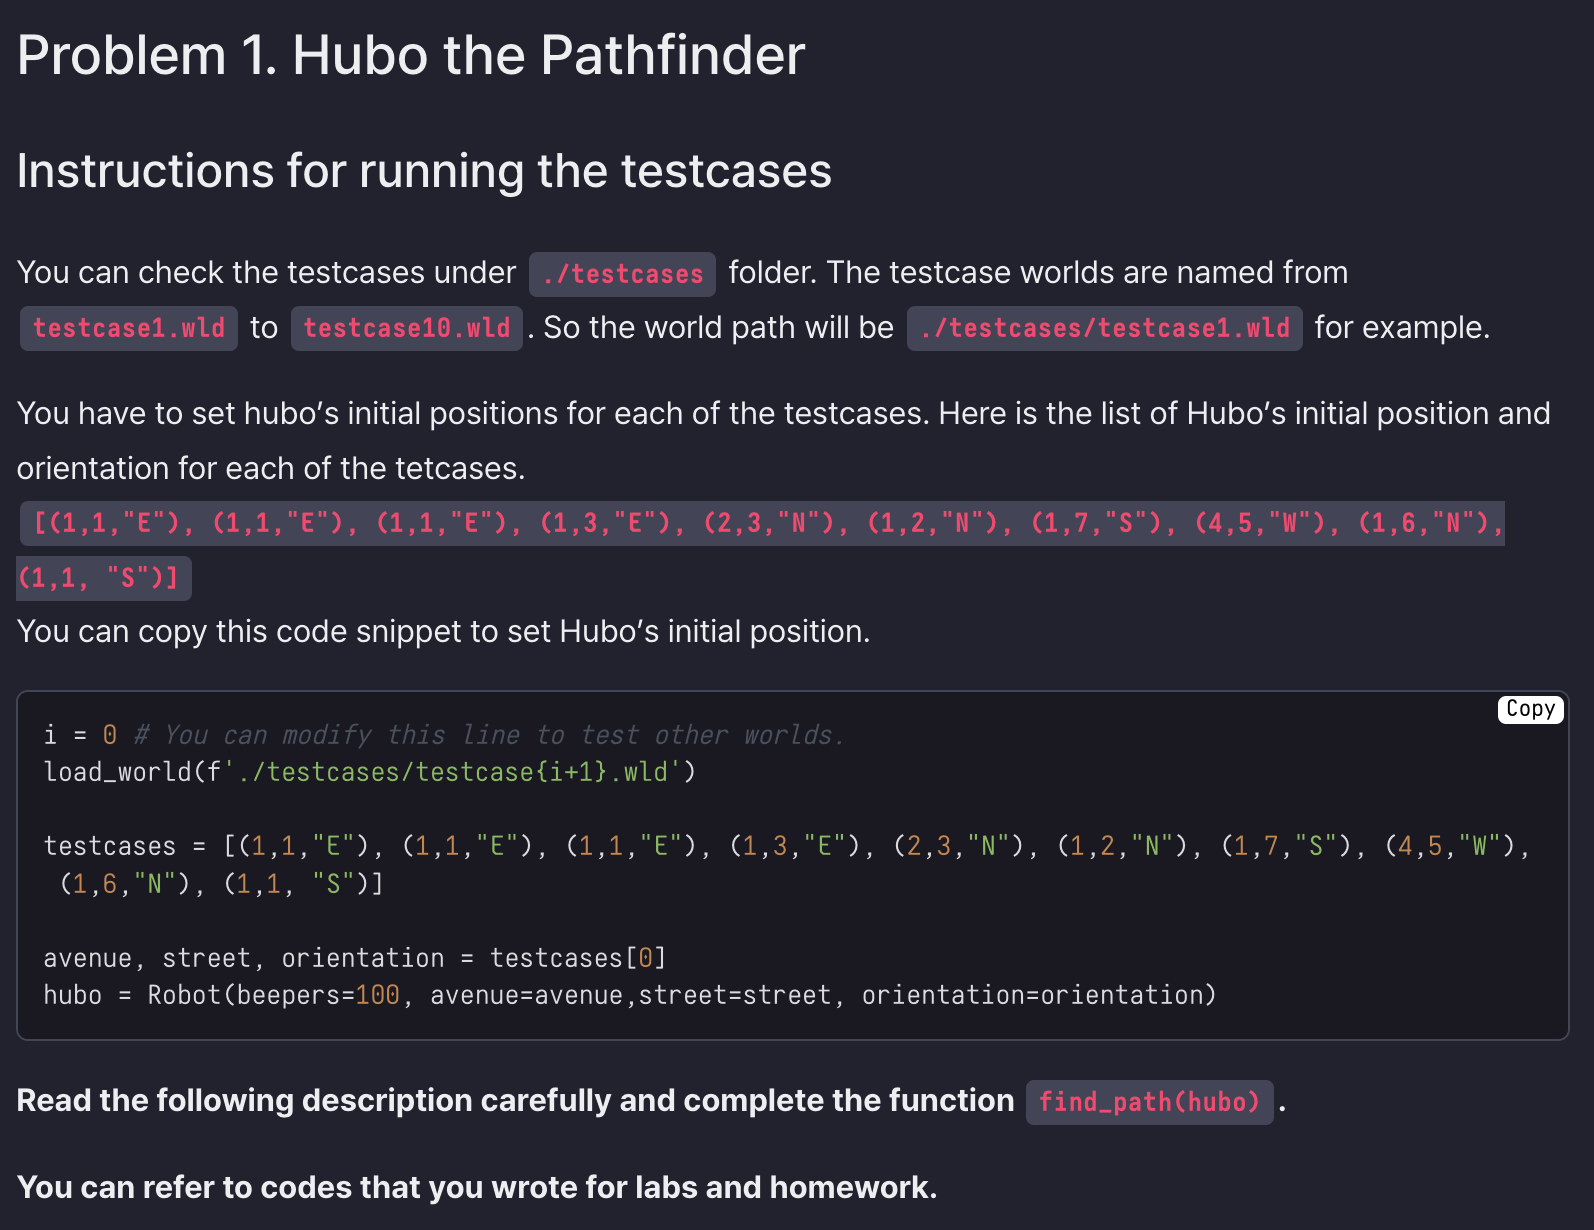 Problem 1. Hubo the Pathfinder
Instructions for running the testcases
You can check the testcases under ./testcases folder. The testcase worlds are named from
testcase1.wld to testcase10.wld . So the world path will be ./testcases/testcase1.wld for example.
You have to set hubo’s initial positions for each of the testcases. Here is the list of Hubo’s initial position and
orientation for each of the tetcases.
[(1,1,"E"), (1,1,"E"), (1,1,"E"), (1,3,"E"), (2,3,"N"), (1,2,"N"), (1,7,"S"), (4,5,"W"), (1,6,"N"),
(1,1, "S")]
You can copy this code snippet to set Hubo’s initial position.
Copy
i = 0 # You can modify this line to test other worlds.
load_world(f'./testcases/testcase{i+1}.wld')
testcases = [(1,1,"E"), (1,1,"E"), (1,1,"E"), (1,3,"E"), (2,3,"N"), (1,2,"N"), (1,7,"S"), (4,5,"W"),
(1,6,"N"), (1,1, "S")]
avenue, street, orientation = testcases[0]
hubo = Robot(beepers=100, avenue=avenue,street=street, orientation=orientation)
Read the following description carefully and complete the function find_path(hubo) .
You can refer to codes that you wrote for labs and homework.